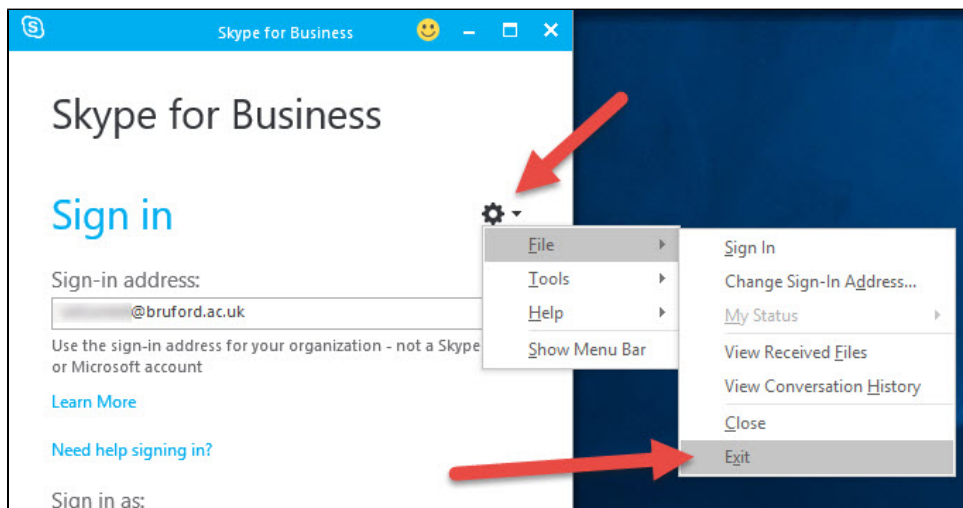 Skype for Business
Skype for Business
Sign in
File
Tools
Help
Show Menu Bar
Sign In
Change Sign-In Address...
My Status
View Received Files
View Conversation History
Close
Exit
Sign-in address:
@bruford.ac.uk
Use the sign-in address for your organization - not a Skype
or Microsoft account
Learn More
Need help signing in?
Sign in as: